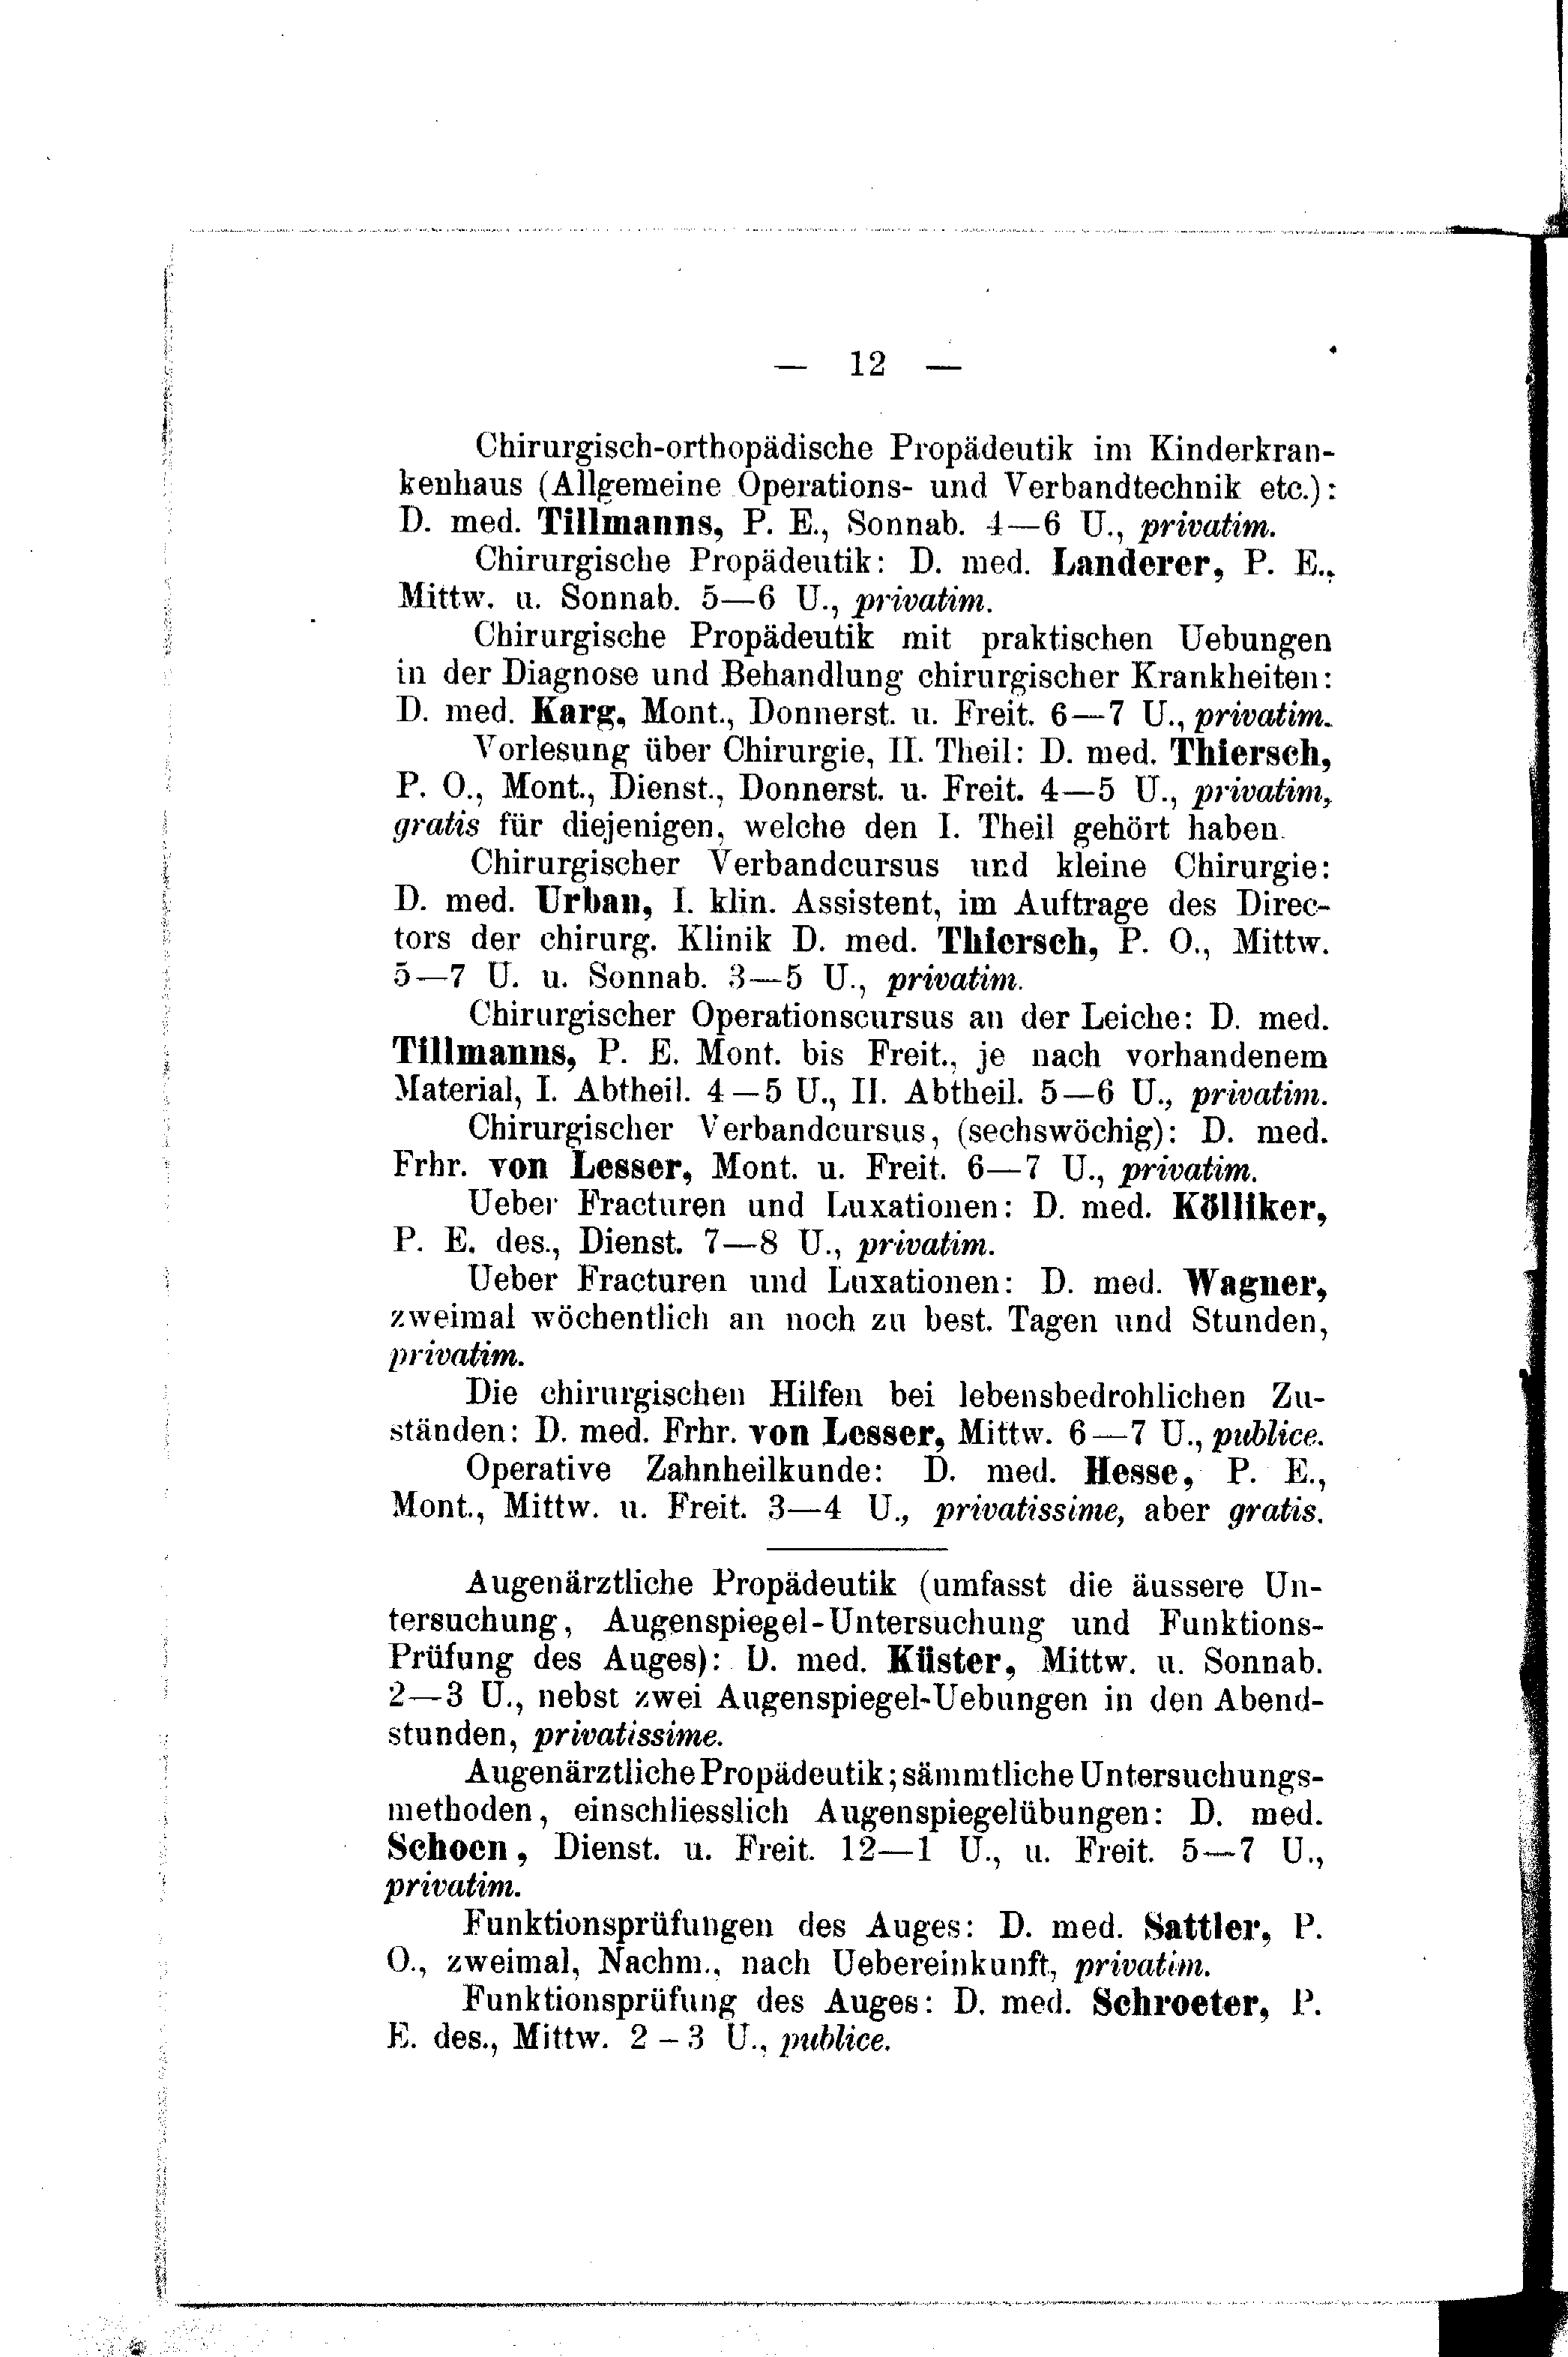 — 12 —
Chirurgisch-orthopädische Propädeutik im Kinderkran-
kenhaus (Allgemeine Operations- und Verbandtechnik etc.):
D. med. Tillmanns, P. E., Sonnab. 4—6 U., privatim.
Chirurgische Propädeutik: D. med. Landerer, P. E.,
Mittw. u. Sonnab. 5—6 U., privatim.
Chirurgische Propädeutik mit praktischen Uebungen
in der Diagnose und Behandlung chirurgischer Krankheiten:
D. med. Karg, Mont., Donnerst. u. Freit. 6—7 U., privatim.
Vorlesung über Chirurgie, II. Theil: D. med. Thiersch,
P. O., Mont., Dienst., Donnerst. u. Freit. 4—5 U., privatim,
gratis für diejenigen, welche den I. Theil gehört haben.
Chirurgischer Verbandcursus und kleine Chirurgie:
D. med. Urban, I. klin. Assistent, im Auftrage des Direc-
tors der chirurg. Klinik D. med. Thiersch, P. O., Mittw.
5—7 U. u. Sonnab. 3—5 U., privatim.
Chirurgischer Operationscursus an der Leiche: D. med.
Tillmanns, P. E. Mont. bis Freit., je nach vorhandenem
Material, I. Abtheil. 4—5 U., II. Abtheil. 5—6 U., privatim.
Chirurgischer Verbandcursus, (sechswöchig): D. med.
Frhr. von Lesser, Mont. u. Freit. 6—7 U., privatim.
Ueber Fracturen und Luxationen: D. med. Kölliker,
P. E. des., Dienst. 7—8 U., privatim.
Ueber Fracturen und Luxationen: D. med. Wagner,
zweimal wöchentlich an noch zu best. Tagen und Stunden,
privatim.
Die chirurgischen Hilfen bei lebensbedrohlichen Zu-
ständen: D. med. Frhr. von Lesser, Mittw. 6—7 U., publice.
Operative Zahnheilkunde: D. med. Hesse, P. E.,
Mont., Mittw. u. Freit. 3—4 U., privatissime, aber gratis.
Augenärztliche Propädeutik (umfasst die äussere Un-
tersuchung, Augenspiegel-Untersuchung und Funktions-
Prüfung des Auges): D. med. Küster, Mittw. u. Sonnab.
2—3 U., nebst zwei Augenspiegel-Uebungen in den Abend-
stunden, privatissime.
Augenärztliche Propädeutik; sämmtliche Untersuchungs-
methoden, einschliesslich Augenspiegelübungen: D. med.
Schoen, Dienst. u. Freit. 12—1 U., u. Freit. 5—7 U.,
privatim.
Funktionsprüfungen des Auges: D. med. Sattler, P.
O., zweimal, Nachm., nach Uebereinkunft, privatim.
Funktionsprüfung des Auges: D. med. Schroeter, P.
E. des., Mittw. 2–3 U., publice.